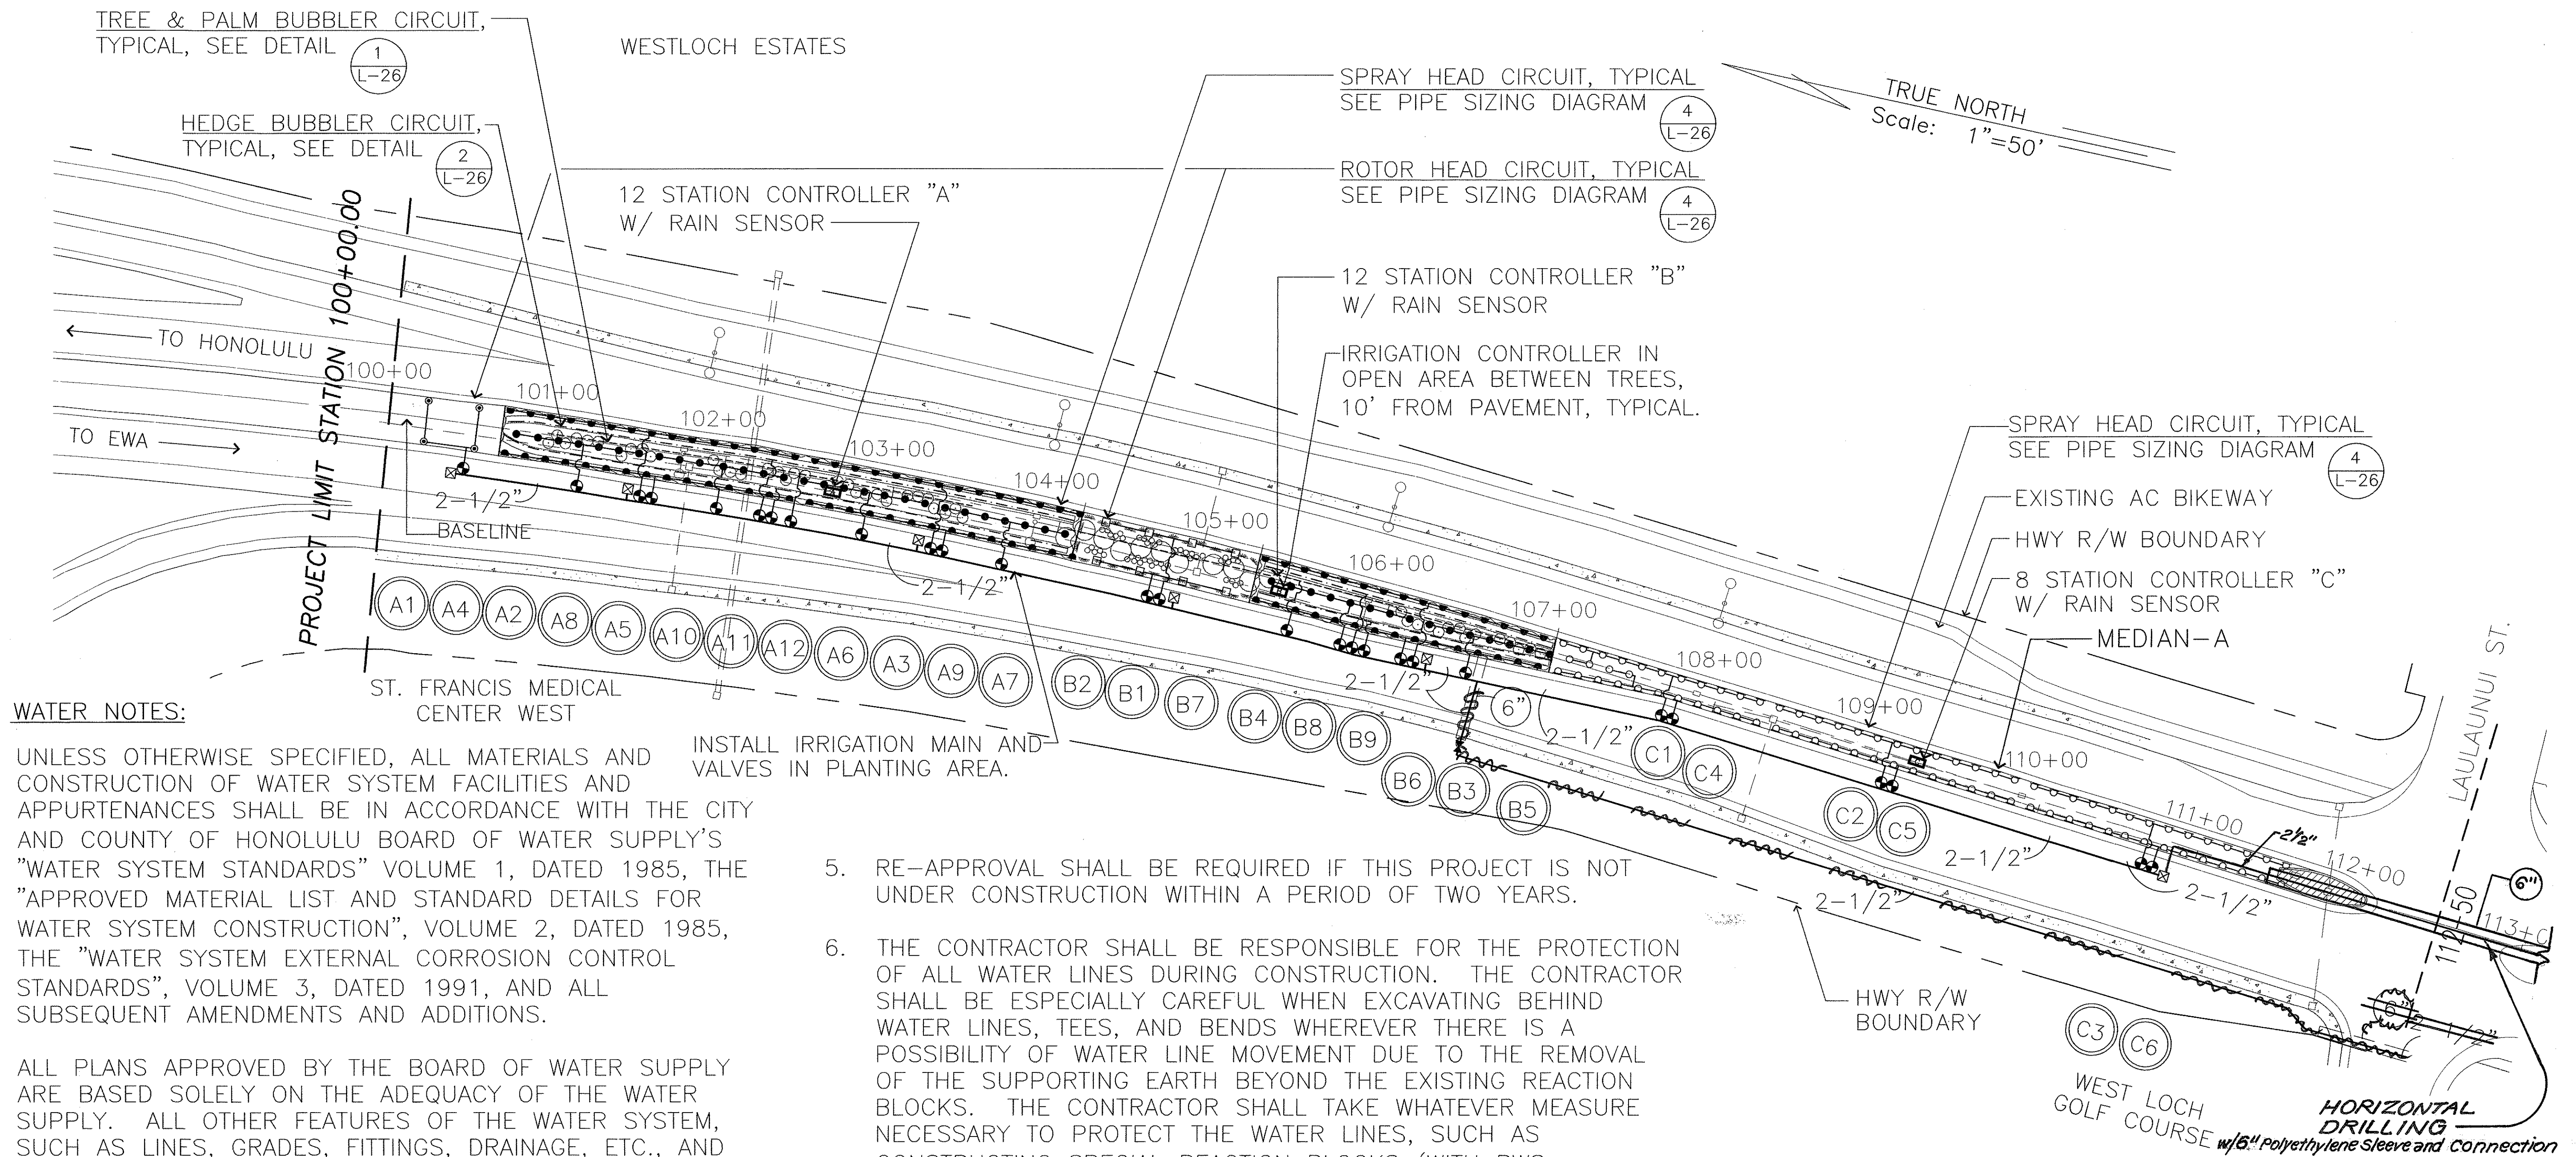 TREE & PALM BUBBLER CIRCUIT,
TYPICAL, SEE DETAIL
1
L-26
WESTLOCH ESTATES
HEDGE BUBBLER CIRCUIT,
TYPICAL, SEE DETAIL
2
L-26
12 STATION CONTROLLER "A"
W/ RAIN SENSOR
SPRAY HEAD CIRCUIT, TYPICAL
SEE PIPE SIZING DIAGRAM
4
L-26
ROTOR HEAD CIRCUIT, TYPICAL
SEE PIPE SIZING DIAGRAM
4
L-26
TRUE NORTH
Scale: 1"=50'
12 STATION CONTROLLER "B"
W/ RAIN SENSOR
IRRIGATION CONTROLLER IN
OPEN AREA BETWEEN TREES,
10' FROM PAVEMENT, TYPICAL.
SPRAY HEAD CIRCUIT, TYPICAL
SEE PIPE SIZING DIAGRAM
4
L-26
EXISTING AC BIKEWAY
HWY R/W BOUNDARY
8 STATION CONTROLLER "C"
W/ RAIN SENSOR
MEDIAN-A
LAULAUNUI ST.
PROJECT LIMIT STATION 100+00.00
TO HONOLULU
TO EWA
100+00
101+00
102+00
103+00
104+00
105+00
106+00
107+00
108+00
109+00
110+00
111+00
112+00
113+0
112+50
2-1/2"
BASELINE
2-1/2"
2-1/2"
6"
2-1/2"
2-1/2"
2-1/2"
2-1/2"
2½"
6"
6"
2-1/2"
A1
A4
A2
A8
A5
A10
A11
A12
A6
A3
A9
A7
B2
B1
B7
B4
B8
B9
B6
B3
B5
C1
C4
C2
C5
C3
C6
ST. FRANCIS MEDICAL
CENTER WEST
INSTALL IRRIGATION MAIN AND
VALVES IN PLANTING AREA.
HWY R/W
BOUNDARY
WEST LOCH
GOLF COURSE
HORIZONTAL
DRILLING
w/6" Polyethylene Sleeve and Connection
WATER NOTES:
UNLESS OTHERWISE SPECIFIED, ALL MATERIALS AND
CONSTRUCTION OF WATER SYSTEM FACILITIES AND
APPURTENANCES SHALL BE IN ACCORDANCE WITH THE CITY
AND COUNTY OF HONOLULU BOARD OF WATER SUPPLY'S
"WATER SYSTEM STANDARDS" VOLUME 1, DATED 1985, THE
"APPROVED MATERIAL LIST AND STANDARD DETAILS FOR
WATER SYSTEM CONSTRUCTION", VOLUME 2, DATED 1985,
THE "WATER SYSTEM EXTERNAL CORROSION CONTROL
STANDARDS", VOLUME 3, DATED 1991, AND ALL
SUBSEQUENT AMENDMENTS AND ADDITIONS.
ALL PLANS APPROVED BY THE BOARD OF WATER SUPPLY
ARE BASED SOLELY ON THE ADEQUACY OF THE WATER
SUPPLY. ALL OTHER FEATURES OF THE WATER SYSTEM,
SUCH AS LINES, GRADES, FITTINGS, DRAINAGE, ETC., AND
5. RE-APPROVAL SHALL BE REQUIRED IF THIS PROJECT IS NOT
UNDER CONSTRUCTION WITHIN A PERIOD OF TWO YEARS.
6. THE CONTRACTOR SHALL BE RESPONSIBLE FOR THE PROTECTION
OF ALL WATER LINES DURING CONSTRUCTION. THE CONTRACTOR
SHALL BE ESPECIALLY CAREFUL WHEN EXCAVATING BEHIND
WATER LINES, TEES, AND BENDS WHEREVER THERE IS A
POSSIBILITY OF WATER LINE MOVEMENT DUE TO THE REMOVAL
OF THE SUPPORTING EARTH BEYOND THE EXISTING REACTION
BLOCKS. THE CONTRACTOR SHALL TAKE WHATEVER MEASURE
NECESSARY TO PROTECT THE WATER LINES, SUCH AS